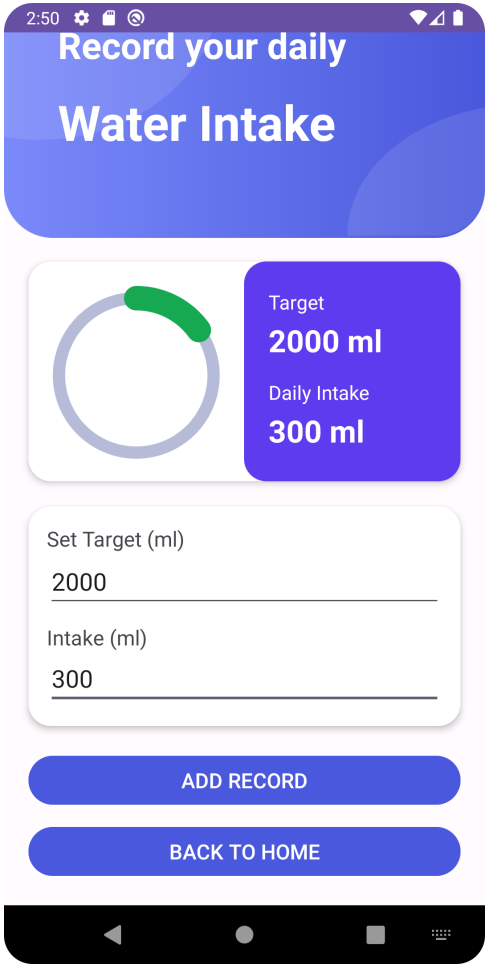 2:50
Record your daily
Water Intake
Target
2000 ml
Daily Intake
300 ml
Set Target (ml)
2000
Intake (ml)
300
ADD RECORD
BACK TO HOME